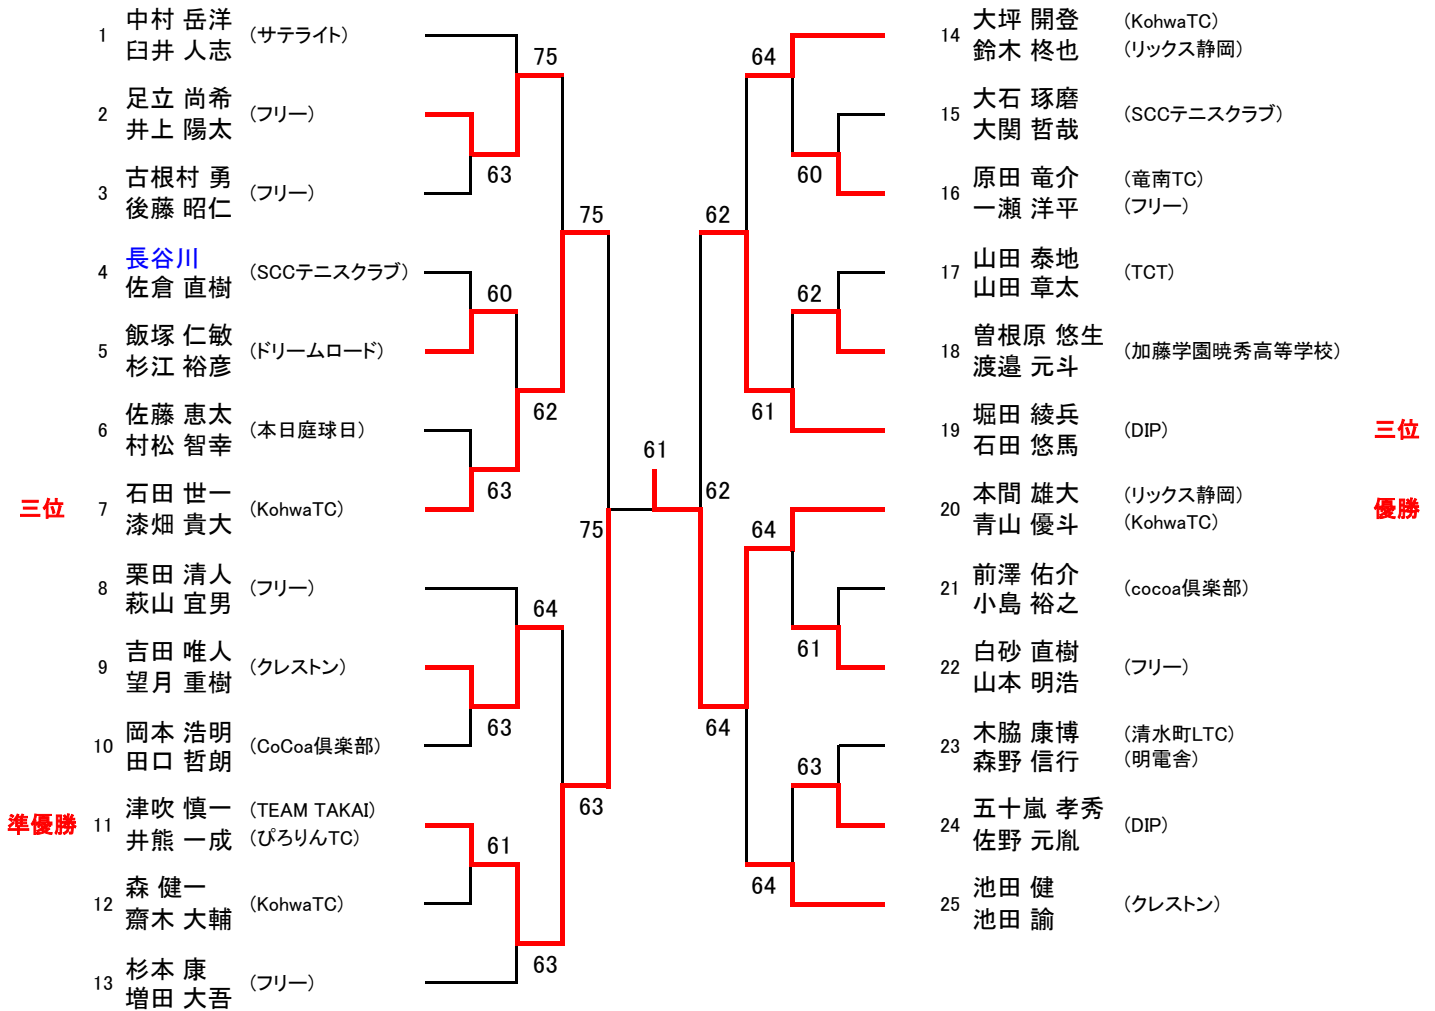 1 中村 岳洋 臼井 人志 (サテライト)
2 足立 尚希 井上 陽太 (フリー)
3 古根村 勇 後藤 昭仁 (フリー)
4 長谷川 佐倉 直樹 (SCCテニスクラブ)
5 飯塚 仁敏 杉江 裕彦 (ドリームロード)
6 佐藤 恵太 村松 智幸 (本日庭球日)
三位 7 石田 世一 漆畑 貴大 (KohwaTC)
8 栗田 清人 萩山 宜男 (フリー)
9 吉田 唯人 望月 重樹 (クレストン)
10 岡本 浩明 田口 哲朗 (CoCoa倶楽部)
準優勝 11 津吹 慎一 (TEAM TAKAI) 井熊 一成 (ぴろりんTC)
12 森 健一 齋木 大輔 (KohwaTC)
13 杉本 康 増田 大吾 (フリー)
75
63
75
60
62
63
75
64
63
63
61
63
61
64
60
62
62
61
62
64
61
64
63
64
14 大坪 開登 (KohwaTC) 鈴木 柊也 (リックス静岡)
15 大石 琢磨 大関 哲哉 (SCCテニスクラブ)
16 原田 竜介 (竜南TC) 一瀬 洋平 (フリー)
17 山田 泰地 山田 章太 (TCT)
18 曽根原 悠生 渡邉 元斗 (加藤学園暁秀高等学校)
19 堀田 綾兵 石田 悠馬 (DIP) 三位
20 本間 雄大 (リックス静岡) 青山 優斗 (KohwaTC) 優勝
21 前澤 佑介 小島 裕之 (cocoa倶楽部)
22 白砂 直樹 山本 明浩 (フリー)
23 木脇 康博 (清水町LTC) 森野 信行 (明電舎)
24 五十嵐 孝秀 佐野 元胤 (DIP)
25 池田 健 池田 諭 (クレストン)